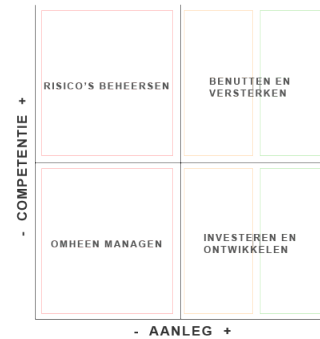 RISICO'S BEHEERSEN
BENUTTEN EN
VERSTERKEN
OMHEEN MANAGEN
INVESTEREN EN
ONTWIKKELEN
- COMPETENTIE +
- AANLEG +